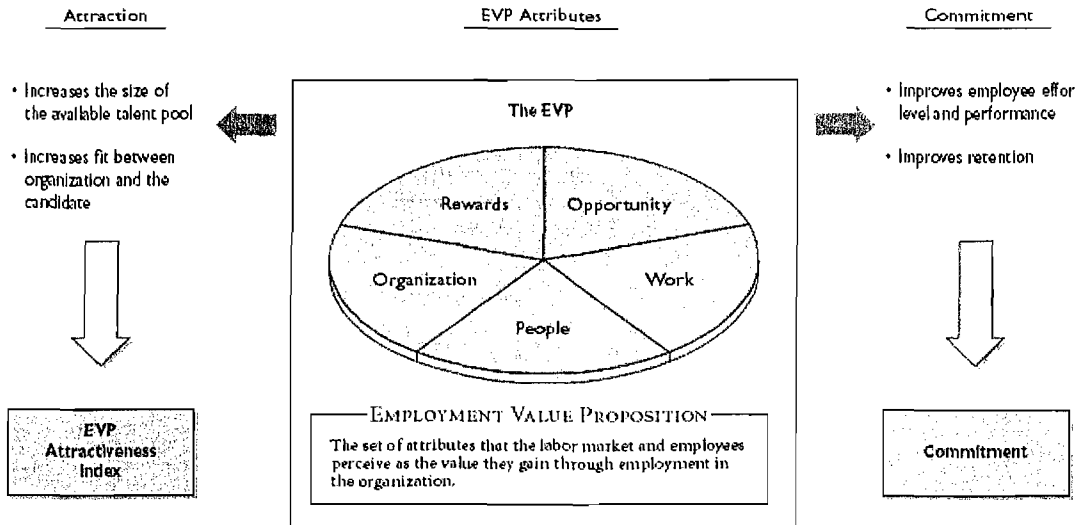 Attraction
EVP Attributes
Commitment
• Increases the size of
the available talent pool
• Increases fit between
organization and the
candidate
EVP
Attractiveness
Index
The EVP
Rewards
Opportunity
Organization
Work
People
EMPLOYMENT VALUE PROPOSITION
The set of attributes that the labor market and employees
perceive as the value they gain through employment in
the organization.
• Improves employee effor
level and performance
• Improves retention
Commitment